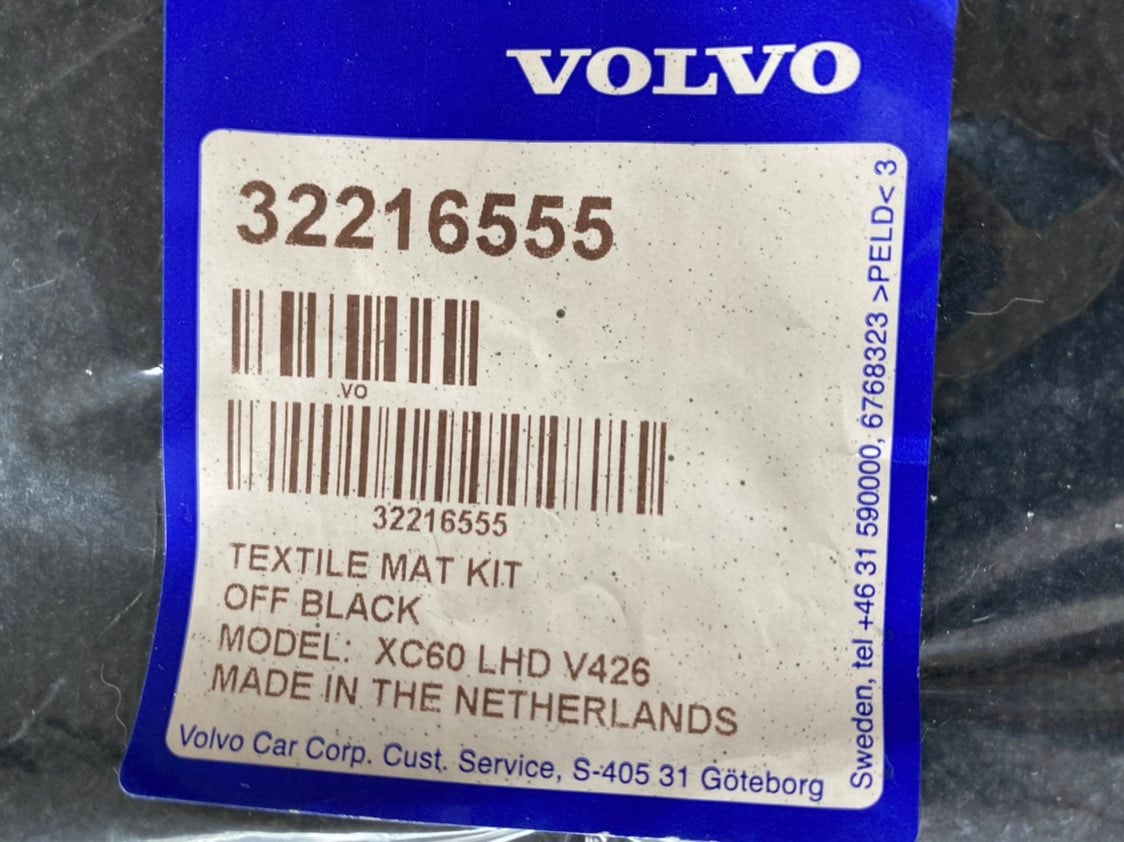 VOLVO
32216555
VO
32216555
TEXTILE MAT KIT
OFF BLACK
MODEL: XC60 LHD V426
MADE IN THE NETHERLANDS
Volvo Car Corp. Cust. Service, S-405 31 Göteborg
Sweden, tel +46 31 590000, 6768323 >PELD< 3